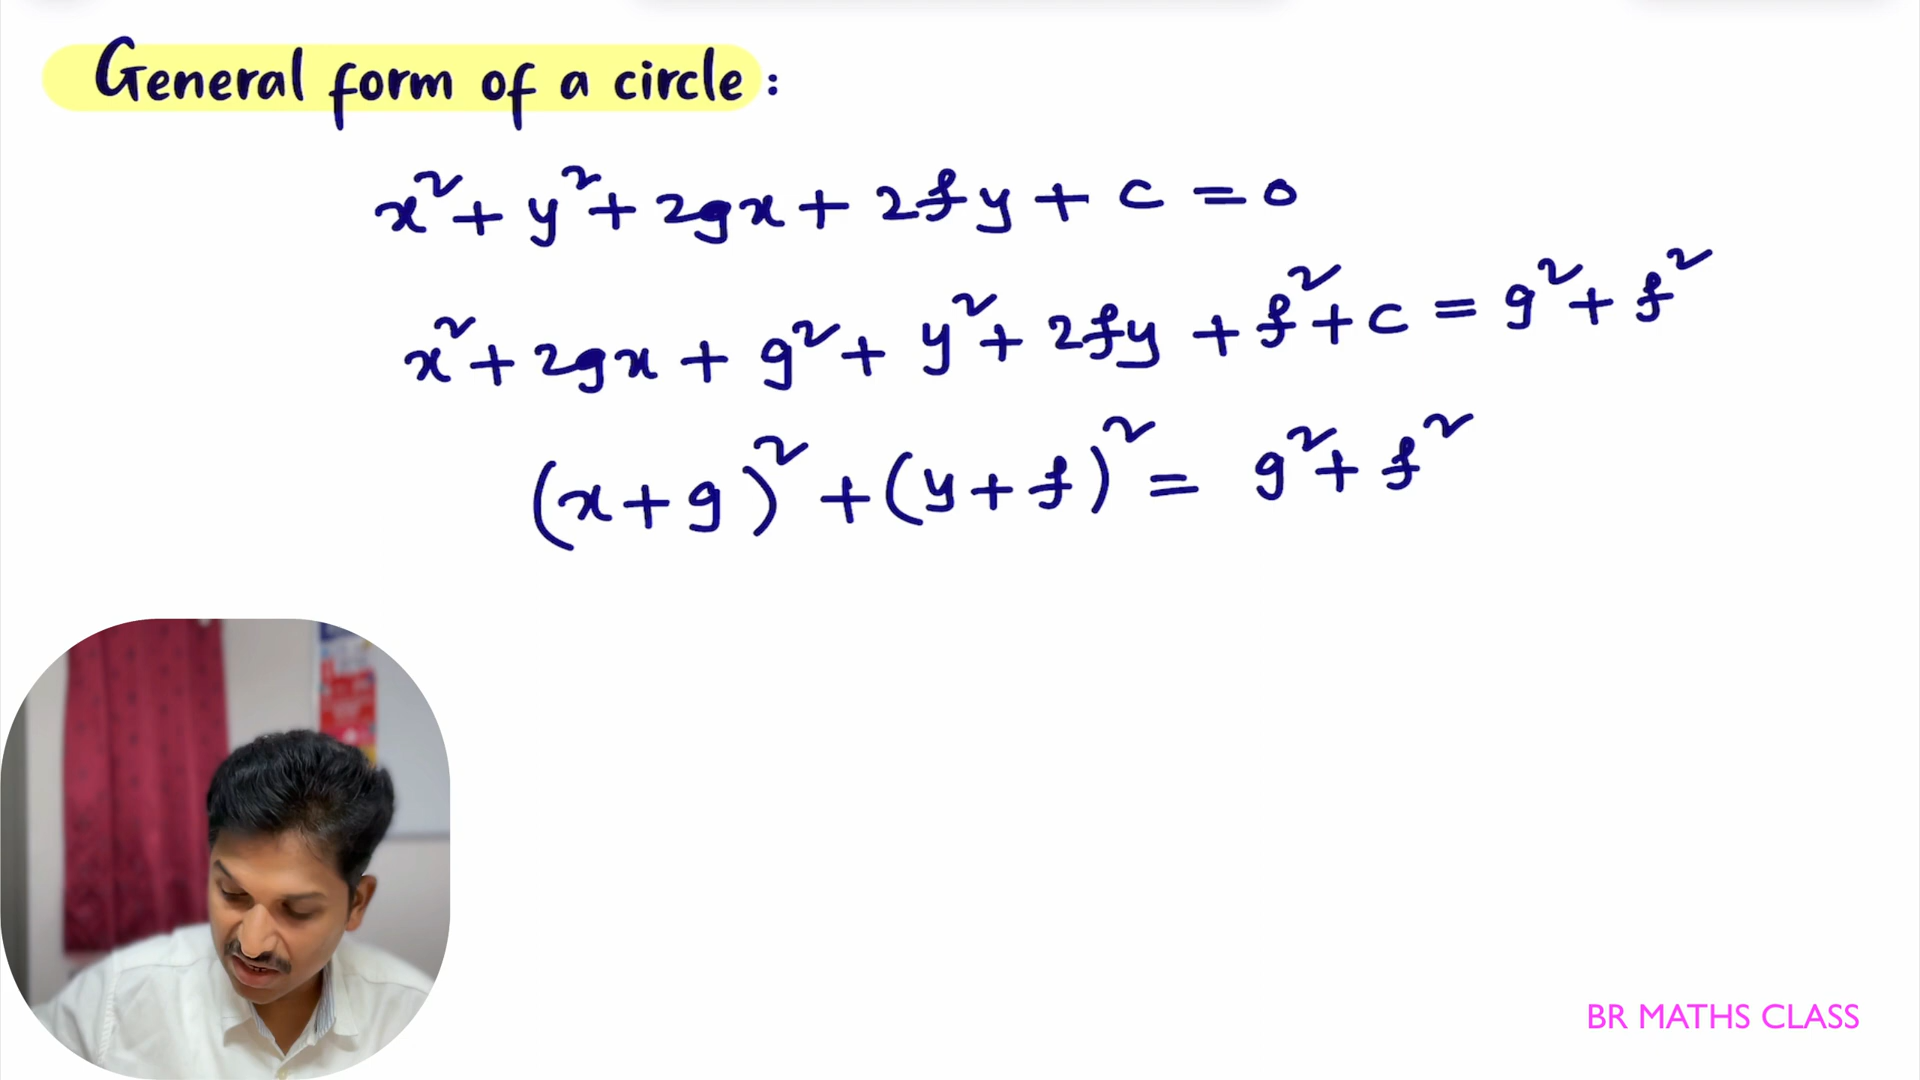 General form of a circle :
x² + y² + 2gx + 2fy + c = 0
x² + 2gx + g² + y² + 2fy + f² + c = g² + f²
(x + g)² + (y + f)² = g² + f²
BR MATHS CLASS